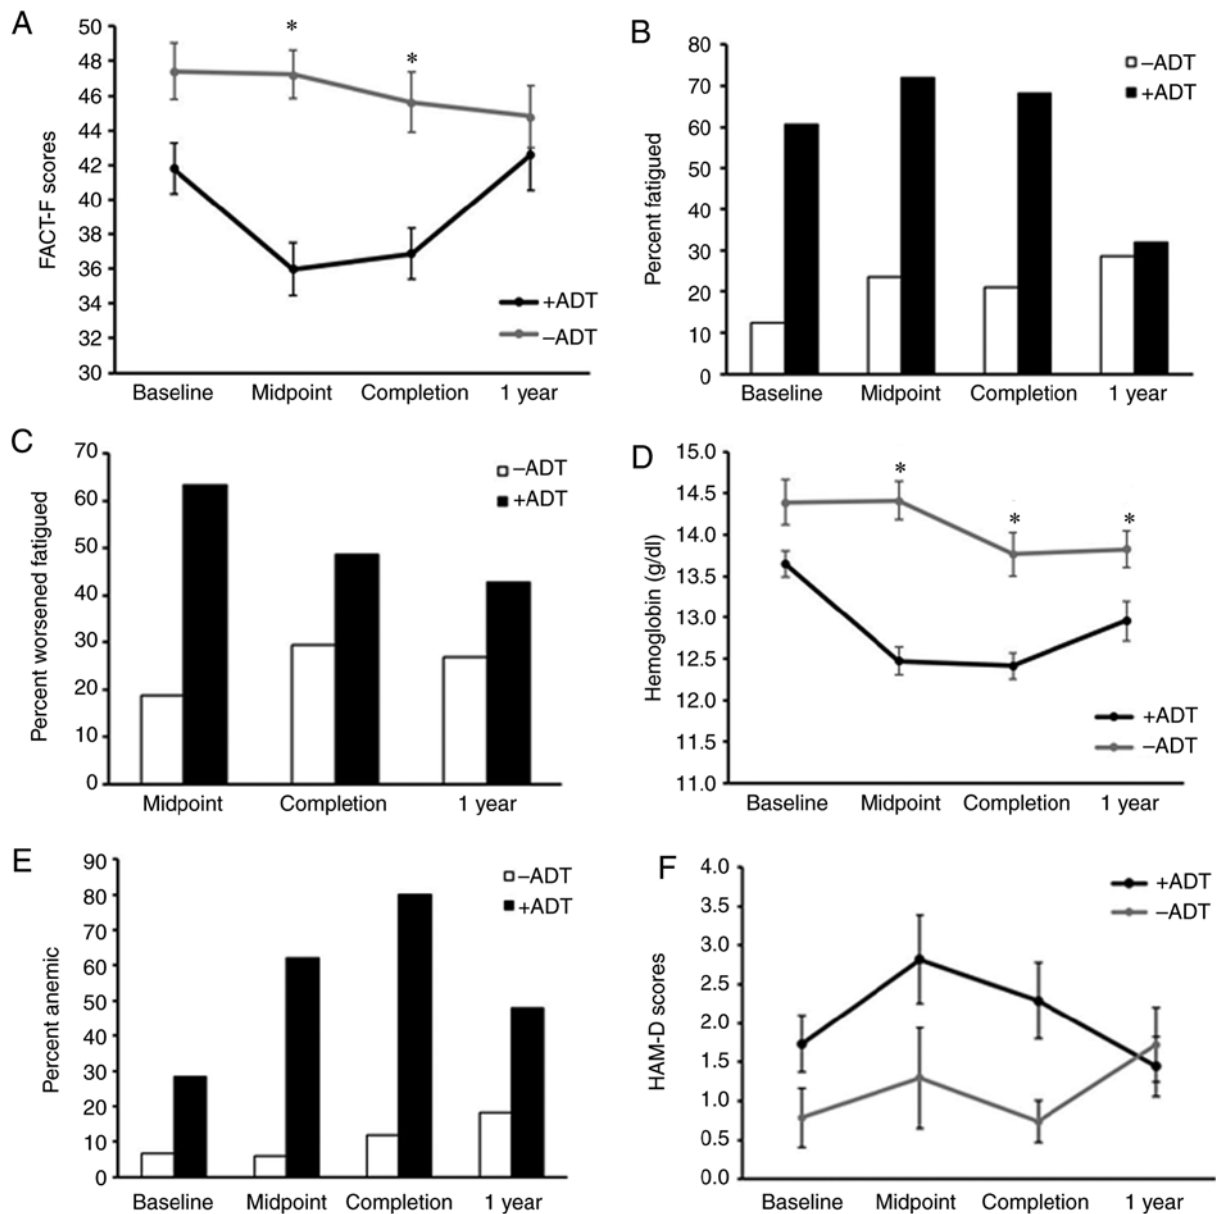 A
50
48
46
44
42
40
38
36
34
32
30
FACT-F scores
*
*
+ADT
–ADT
Baseline Midpoint Completion 1 year
B
80
70
60
50
40
30
20
10
0
Percent fatigued
–ADT
+ADT
Baseline Midpoint Completion 1 year
C
70
60
50
40
30
20
10
0
Percent worsened fatigued
–ADT
+ADT
Midpoint Completion 1 year
D
15.0
14.5
14.0
13.5
13.0
12.5
12.0
11.5
11.0
Hemoglobin (g/dl)
*
*
*
+ADT
–ADT
Baseline Midpoint Completion 1 year
E
90
80
70
60
50
40
30
20
10
0
Percent anemic
–ADT
+ADT
Baseline Midpoint Completion 1 year
F
4.0
3.5
3.0
2.5
2.0
1.5
1.0
0.5
0.0
HAM-D scores
+ADT
–ADT
Baseline Midpoint Completion 1 year